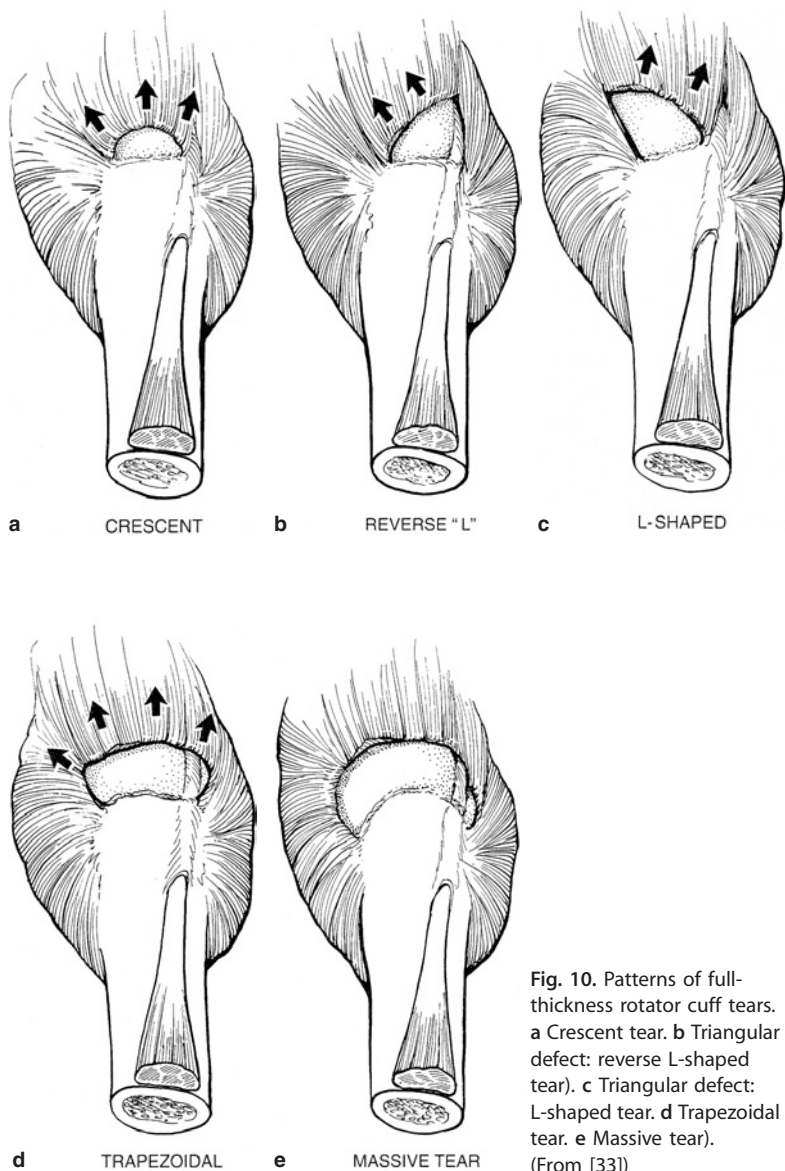 a CRESCENT b REVERSE "L" c L-SHAPED
d TRAPEZOIDAL e MASSIVE TEAR
Fig. 10. Patterns of full-
thickness rotator cuff tears.
a Crescent tear. b Triangular
defect: reverse L-shaped
tear). c Triangular defect:
L-shaped tear. d Trapezoidal
tear. e Massive tear).
(From [33])